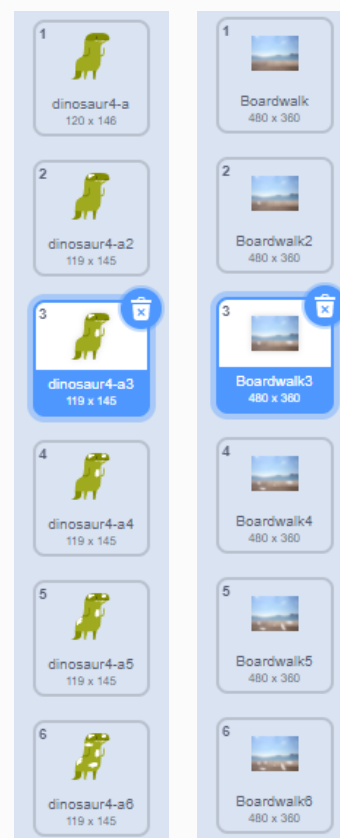 1
dinosaur4-a
120 x 146
2
dinosaur4-a2
119 x 145
3
dinosaur4-a3
119 x 145
4
dinosaur4-a4
119 x 145
5
dinosaur4-a5
119 x 145
6
dinosaur4-a6
119 x 145
1
Boardwalk
480 x 360
2
Boardwalk2
480 x 360
3
Boardwalk3
480 x 360
4
Boardwalk4
480 x 360
5
Boardwalk5
480 x 360
6
Boardwalk6
480 x 360